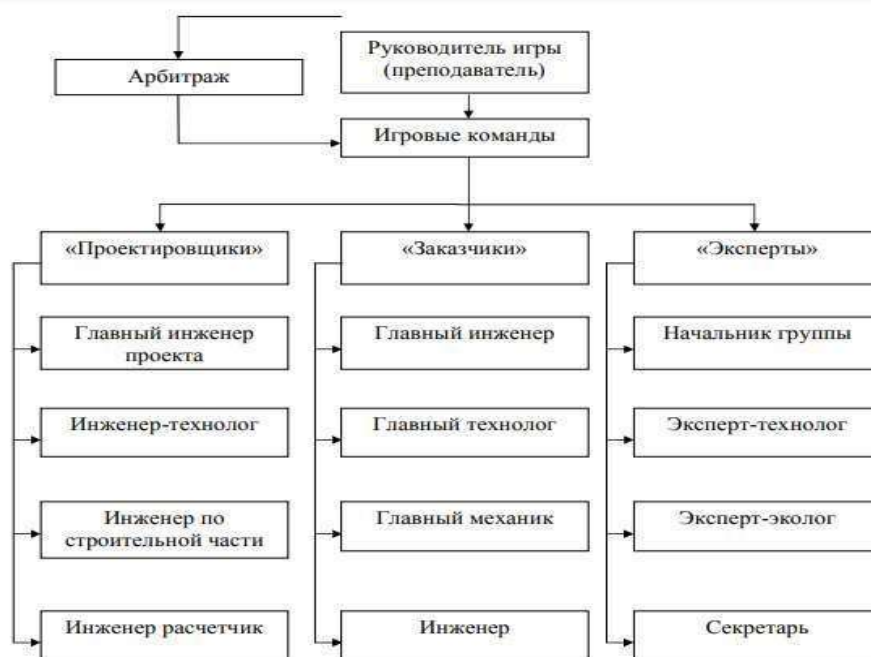 Руководитель игры
(преподаватель)
Арбитраж
Игровые команды
«Проектировщики»
«Заказчики»
«Эксперты»
Главный инженер
проекта
Главный инженер
Начальник группы
Инженер-технолог
Главный технолог
Эксперт-технолог
Инженер по
строительной части
Главный механик
Эксперт-эколог
Инженер расчетчик
Инженер
Секретарь